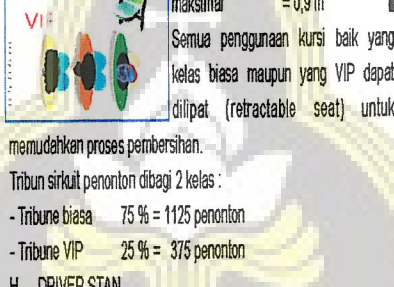 maksimal = 0,9 m
VIP
Semua penggunaan kursi baik yang
kelas biasa maupun yang VIP dapat
dilipat (retractable seat) untuk
memudahkan proses pembersihan.
Tribun sirkuit penonton dibagi 2 kelas :
- Tribune biasa 75 % = 1125 penonton
- Tribune VIP 25 % = 375 penonton
H. DRIVER STAN